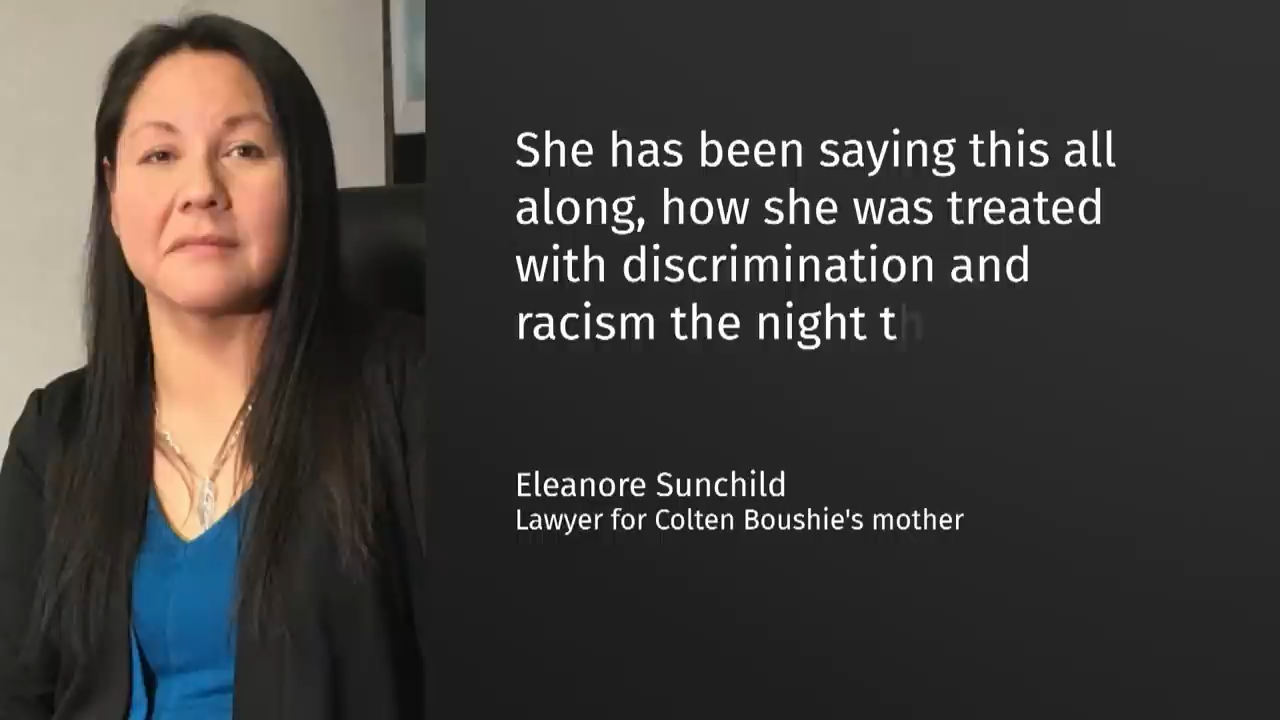 She has been saying this all
along, how she was treated
with discrimination and
racism the night th
Eleanore Sunchild
Lawyer for Colten Boushie's mother